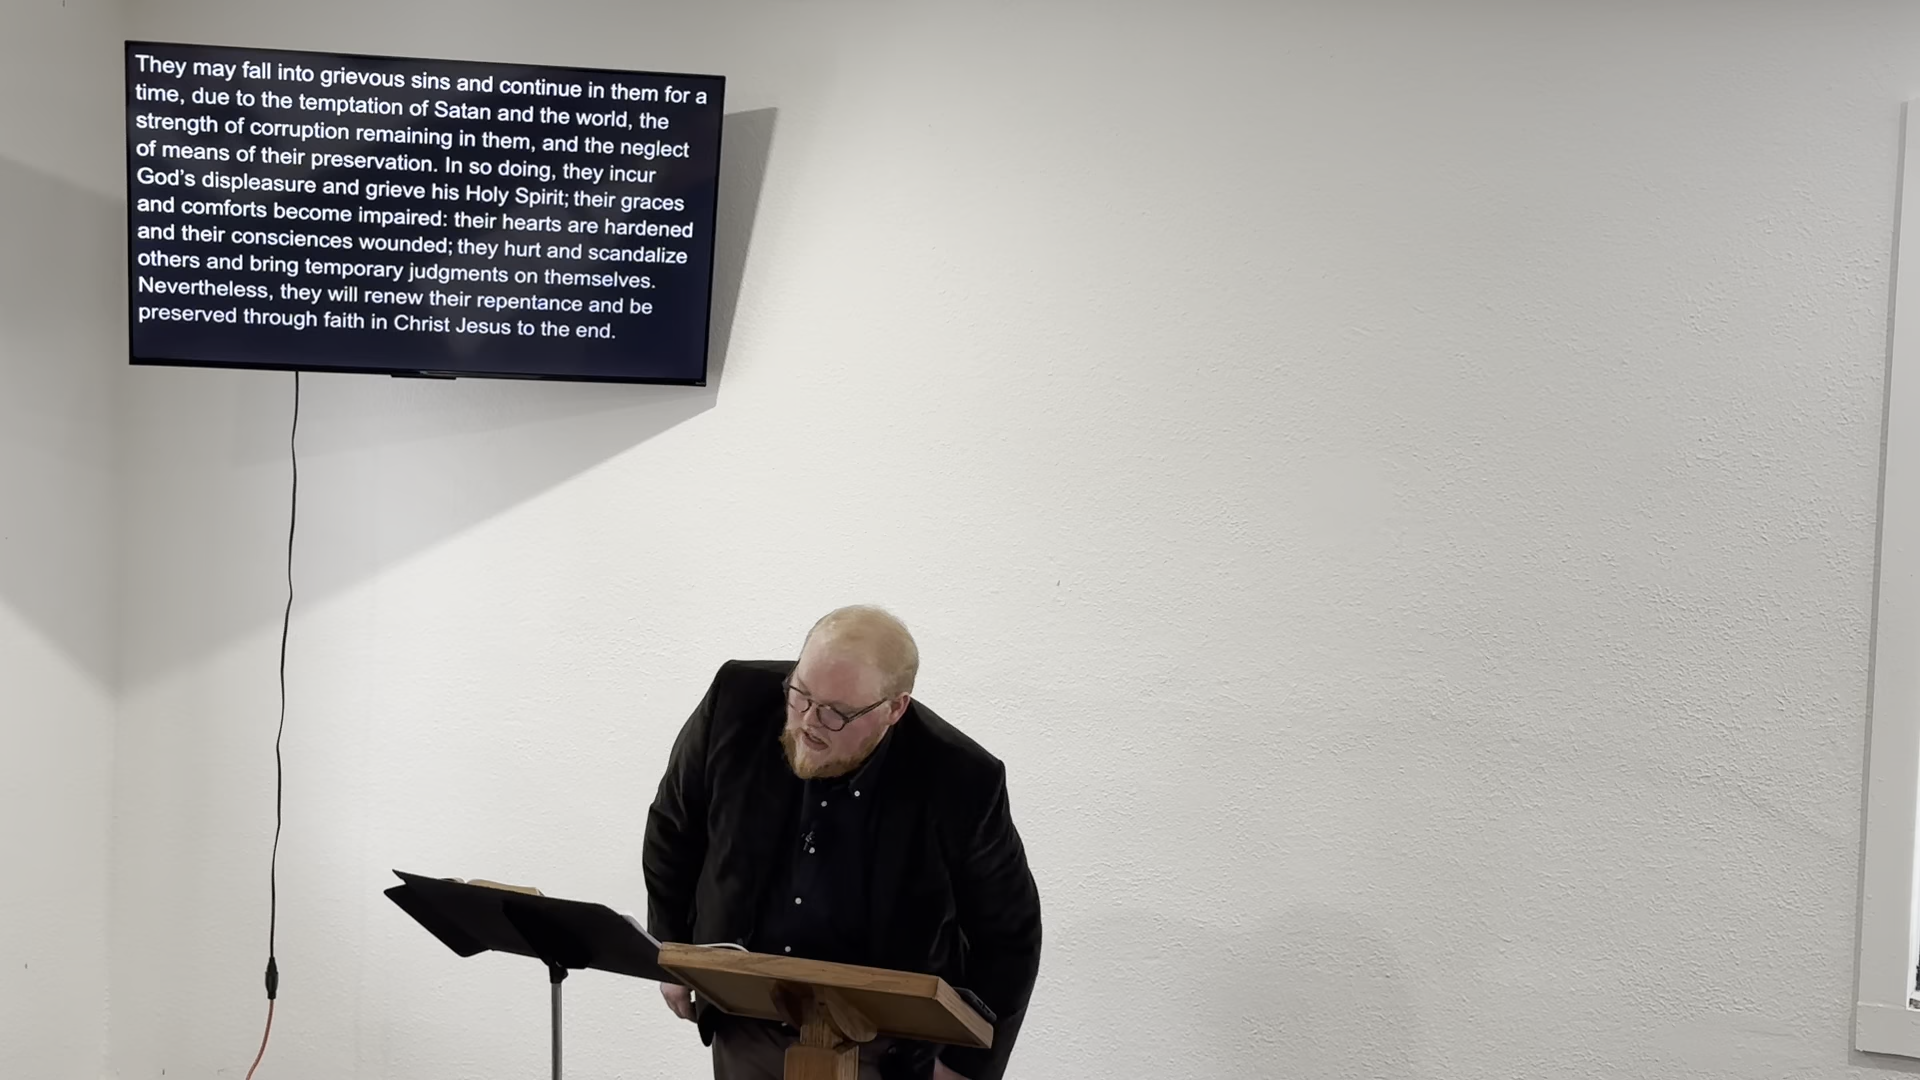 They may fall into grievous sins and continue in them for a
time, due to the temptation of Satan and the world, the
strength of corruption remaining in them, and the neglect
of means of their preservation. In so doing, they incur
God's displeasure and grieve his Holy Spirit; their graces
and comforts become impaired: their hearts are hardened
and their consciences wounded; they hurt and scandalize
others and bring temporary judgments on themselves.
Nevertheless, they will renew their repentance and be
preserved through faith in Christ Jesus to the end.